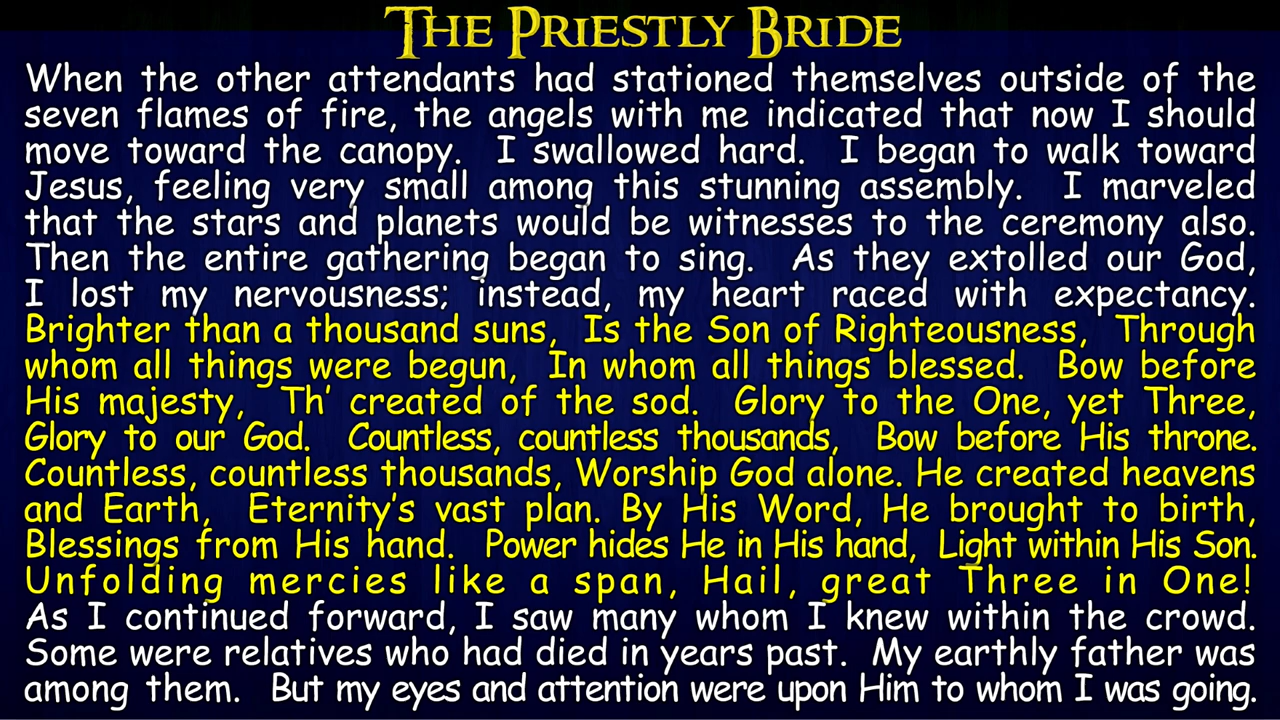 The Priestly Bride
When the other attendants had stationed themselves outside of the
seven flames of fire, the angels with me indicated that now I should
move toward the canopy. I swallowed hard. I began to walk toward
Jesus, feeling very small among this stunning assembly. I marveled
that the stars and planets would be witnesses to the ceremony also.
Then the entire gathering began to sing. As they extolled our God,
I lost my nervousness; instead, my heart raced with expectancy.
Brighter than a thousand suns, Is the Son of Righteousness, Through
whom all things were begun, In whom all things blessed. Bow before
His majesty, Th’ created of the sod. Glory to the One, yet Three,
Glory to our God. Countless, countless thousands, Bow before His throne.
Countless, countless thousands, Worship God alone. He created heavens
and Earth, Eternity’s vast plan. By His Word, He brought to birth,
Blessings from His hand. Power hides He in His hand, Light within His Son.
Unfolding mercies like a span, Hail, great Three in One!
As I continued forward, I saw many whom I knew within the crowd.
Some were relatives who had died in years past. My earthly father was
among them. But my eyes and attention were upon Him to whom I was going.